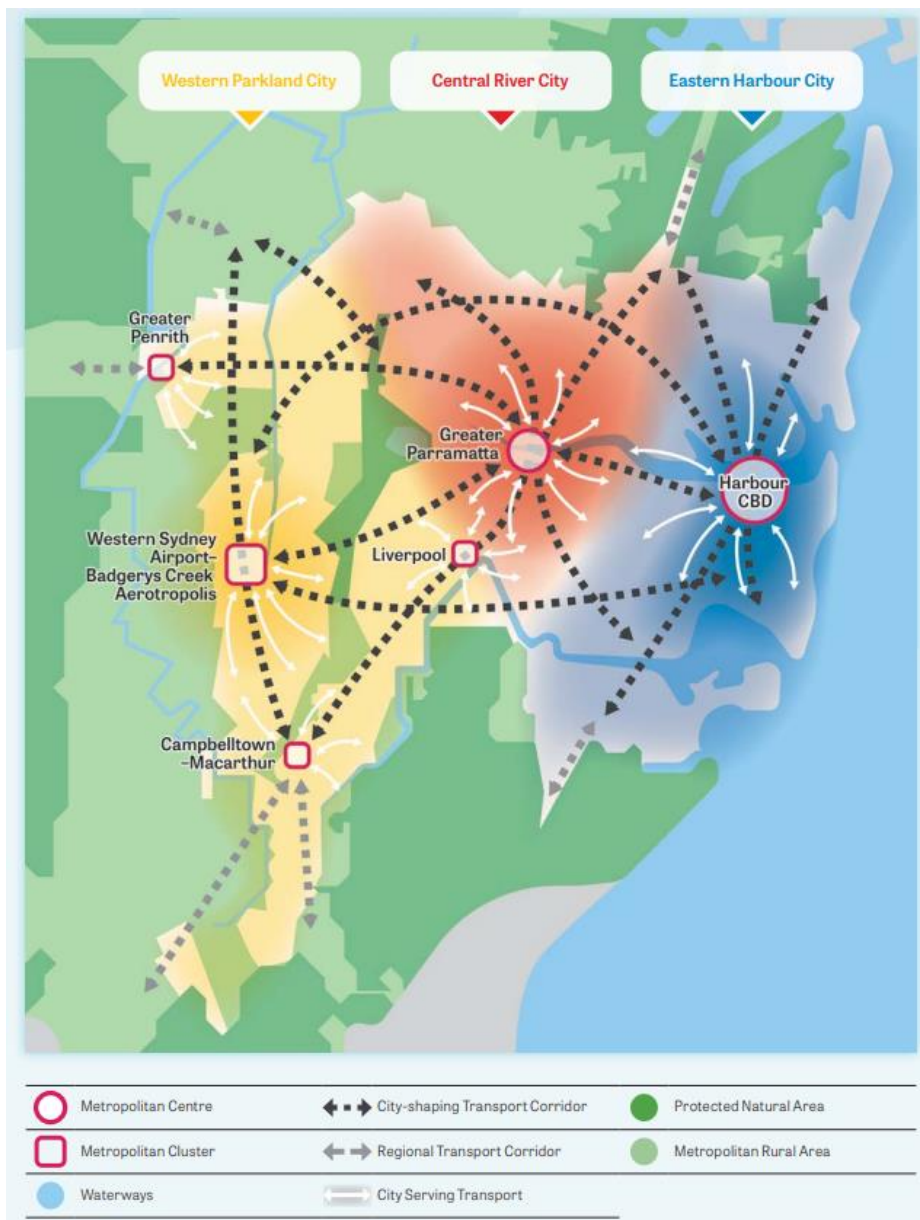 Western Parkland City
Central River City
Eastern Harbour City
Greater
Penrith
Greater
Parramatta
Harbour
CBD
Western Sydney
Airport–
Badgerys Creek
Aerotropolis
Liverpool
Campbelltown
–Macarthur
Metropolitan Centre
City-shaping Transport Corridor
Protected Natural Area
Metropolitan Cluster
Regional Transport Corridor
Metropolitan Rural Area
Waterways
City Serving Transport